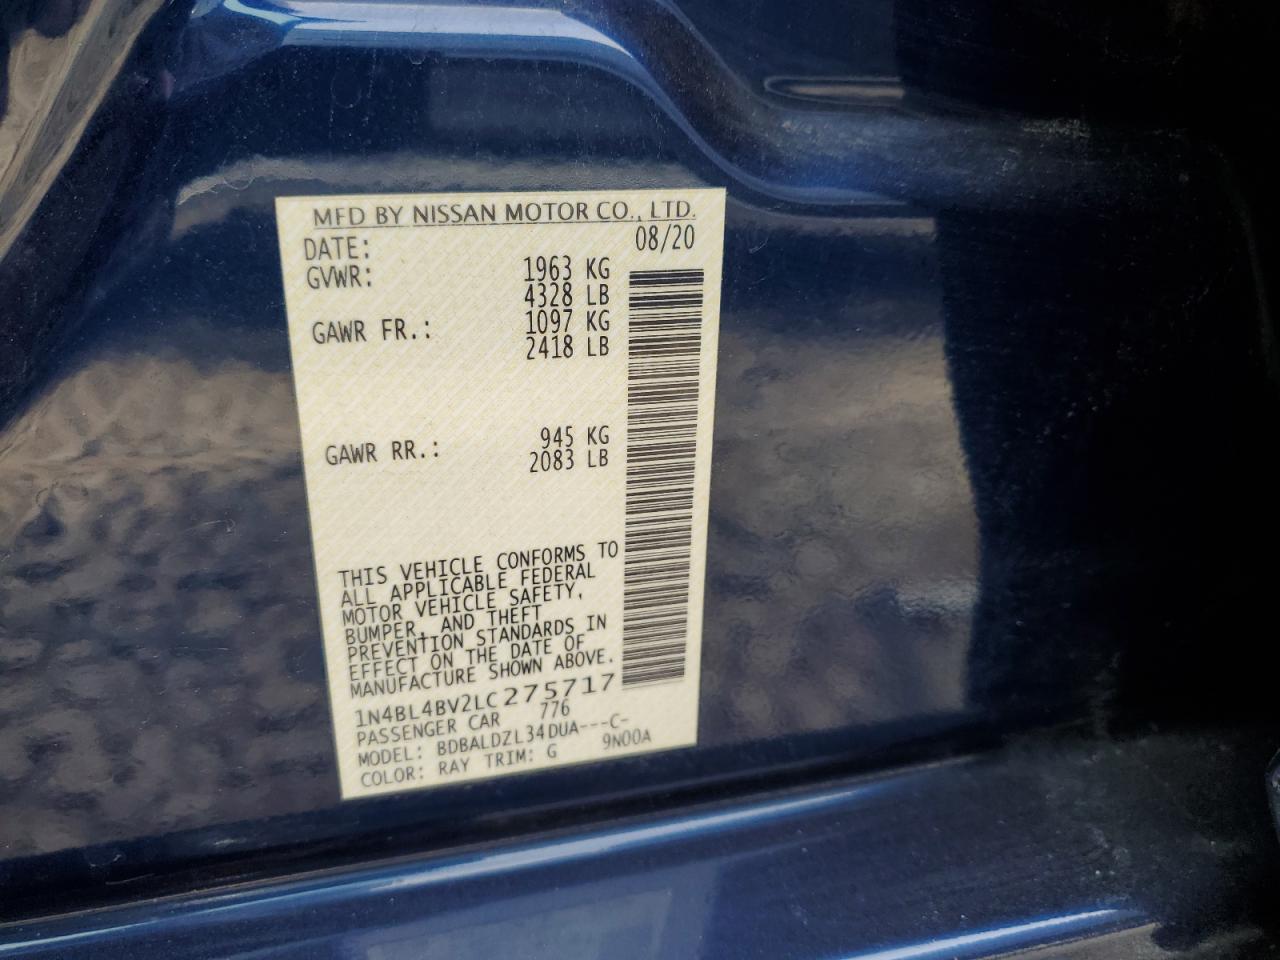 MFD BY NISSAN MOTOR CO., LTD.
DATE: 08/20
GVWR: 1963 KG
4328 LB
GAWR FR.: 1097 KG
2418 LB
GAWR RR.: 945 KG
2083 LB
THIS VEHICLE CONFORMS TO
ALL APPLICABLE FEDERAL
MOTOR VEHICLE SAFETY,
BUMPER, AND THEFT
PREVENTION STANDARDS IN
EFFECT ON THE DATE OF
MANUFACTURE SHOWN ABOVE.
1N4BL4BV2LC275717
PASSENGER CAR 776
MODEL: BDBALDZL34DUA---C-
COLOR: RAY TRIM: G 9N00A